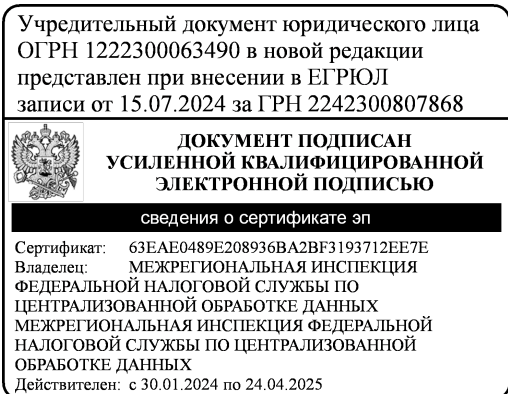 Учредительный документ юридического лица
ОГРН 1222300063490 в новой редакции
представлен при внесении в ЕГРЮЛ
записи от 15.07.2024 за ГРН 2242300807868
ДОКУМЕНТ ПОДПИСАН
УСИЛЕННОЙ КВАЛИФИЦИРОВАННОЙ
ЭЛЕКТРОННОЙ ПОДПИСЬЮ
сведения о сертификате эп
Сертификат: 63EAE0489E208936BA2BF3193712EE7E
Владелец: МЕЖРЕГИОНАЛЬНАЯ ИНСПЕКЦИЯ
ФЕДЕРАЛЬНОЙ НАЛОГОВОЙ СЛУЖБЫ ПО
ЦЕНТРАЛИЗОВАННОЙ ОБРАБОТКЕ ДАННЫХ
МЕЖРЕГИОНАЛЬНАЯ ИНСПЕКЦИЯ ФЕДЕРАЛЬНОЙ
НАЛОГОВОЙ СЛУЖБЫ ПО ЦЕНТРАЛИЗОВАННОЙ
ОБРАБОТКЕ ДАННЫХ
Действителен: с 30.01.2024 по 24.04.2025